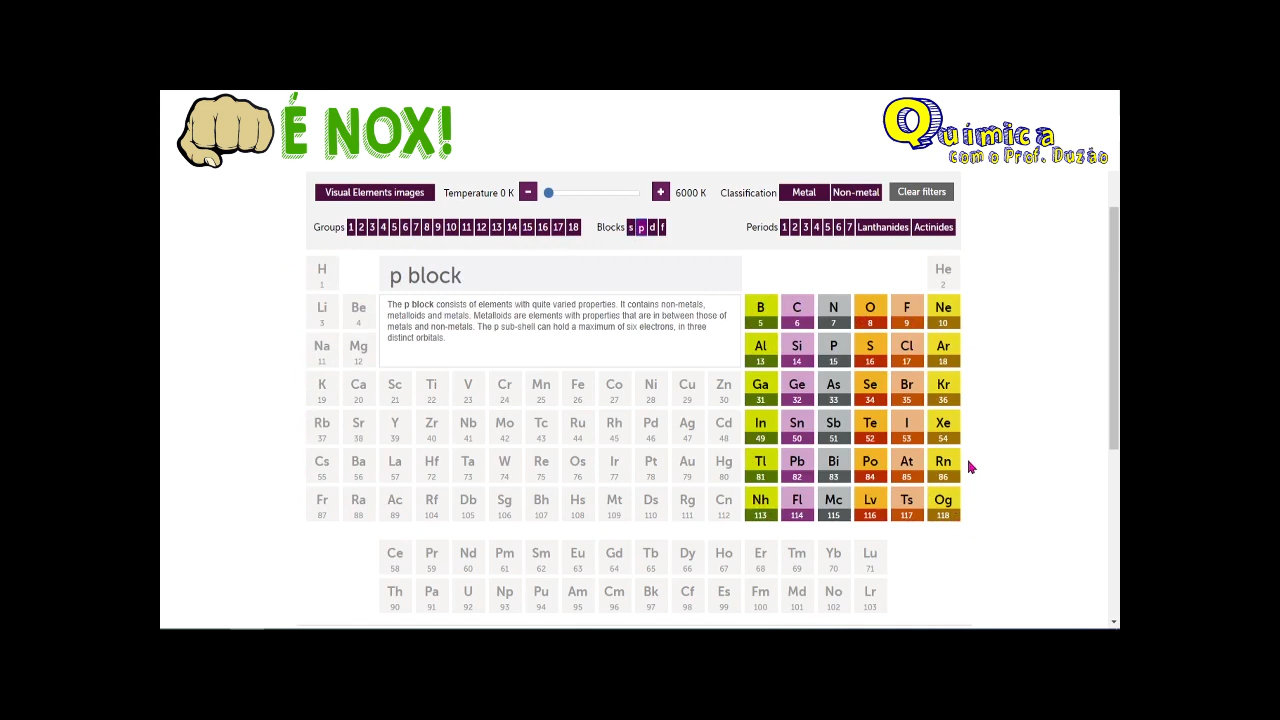 É NOX!
Química
com o Prof. Duzão
Visual Elements images Temperature 0 K - + 6000 K Classification Metal Non-metal Clear filters
Groups 1 2 3 4 5 6 7 8 9 10 11 12 13 14 15 16 17 18 Blocks s p d f Periods 1 2 3 4 5 6 7 Lanthanides Actinides
H p block He
1 2
The p block consists of elements with quite varied properties. It contains non-metals,
metalloids and metals. Metalloids are elements with properties that are in between those of
metals and non-metals. The p sub-shell can hold a maximum of six electrons, in three
distinct orbitals.
Li Be B C N O F Ne
3 4 5 6 7 8 9 10
Na Mg Al Si P S Cl Ar
11 12 13 14 15 16 17 18
K Ca Sc Ti V Cr Mn Fe Co Ni Cu Zn Ga Ge As Se Br Kr
19 20 21 22 23 24 25 26 27 28 29 30 31 32 33 34 35 36
Rb Sr Y Zr Nb Mo Tc Ru Rh Pd Ag Cd In Sn Sb Te I Xe
37 38 39 40 41 42 43 44 45 46 47 48 49 50 51 52 53 54
Cs Ba La Hf Ta W Re Os Ir Pt Au Hg Tl Pb Bi Po At Rn
55 56 57 72 73 74 75 76 77 78 79 80 81 82 83 84 85 86
Fr Ra Ac Rf Db Sg Bh Hs Mt Ds Rg Cn Nh Fl Mc Lv Ts Og
87 88 89 104 105 106 107 108 109 110 111 112 113 114 115 116 117 118
Ce Pr Nd Pm Sm Eu Gd Tb Dy Ho Er Tm Yb Lu
58 59 60 61 62 63 64 65 66 67 68 69 70 71
Th Pa U Np Pu Am Cm Bk Cf Es Fm Md No Lr
90 91 92 93 94 95 96 97 98 99 100 101 102 103